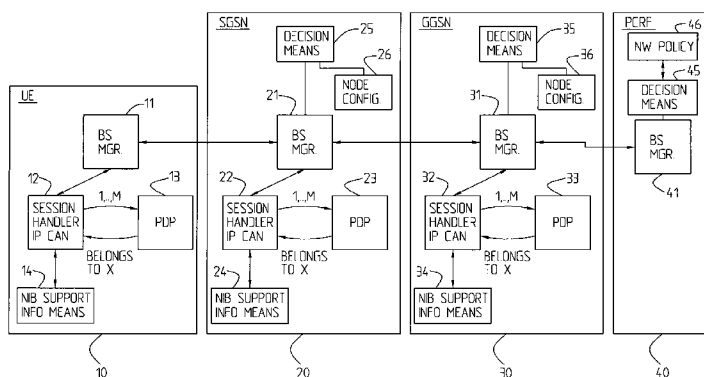 UE
11
BS
MGR.
12
13
SESSION
HANDLER
IP CAN
1,..,M
PDP
BELONGS
TO X
14
NIB SUPPORT
INFO MEANS
10
SGSN
25
DECISION
MEANS
26
NODE
CONFIG.
21
BS
MGR.
22
23
SESSION
HANDLER
IP CAN
1,..,M
PDP
BELONGS
TO X
24
NIB SUPPORT
INFO MEANS
20
GGSN
35
DECISION
MEANS
36
NODE
CONFIG.
31
BS
MGR.
32
33
SESSION
HANDLER
IP CAN
1,..,M
PDP
BELONGS
TO X
34
NIB SUPPORT
INFO MEANS
30
PCRF
46
NW POLICY
45
DECISION
MEANS
BS
MGR.
41
40